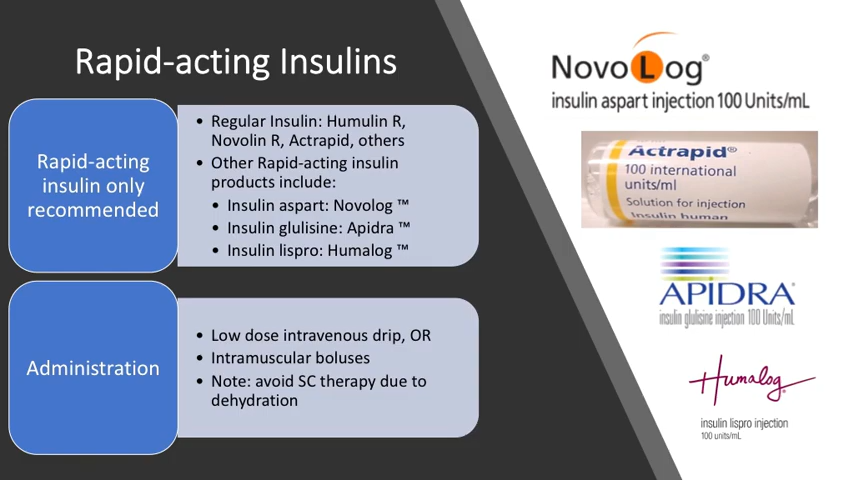 Rapid-acting Insulins
Rapid-acting
insulin only
recommended
• Regular Insulin: Humulin R,
Novolin R, Actrapid, others
• Other Rapid-acting insulin
products include:
• Insulin aspart: Novolog ™
• Insulin glulisine: Apidra ™
• Insulin lispro: Humalog ™
Administration
• Low dose intravenous drip, OR
• Intramuscular boluses
• Note: avoid SC therapy due to
dehydration
NovoLog®
insulin aspart injection 100 Units/mL
Actrapid®
100 international
units/ml
Solution for injection
Insulin human
APIDRA®
insulin glulisine injection 100 Units/mL
Humalog®
insulin lispro injection
100 units/mL